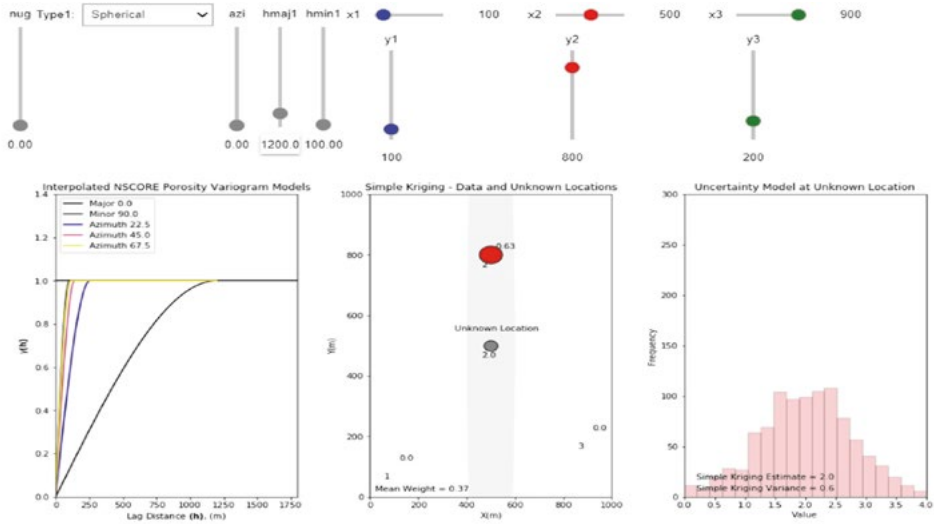 nug Type1: Spherical azi hmaj1 hmin1 x1 100 x2 500 x3 900
y1 y2 y3
0.00 0.00 1200.0 100.00
100 800 200
Interpolated NSCORE Porosity Variogram Models
Major 0.0
Minor 90.0
Azimuth 22.5
Azimuth 45.0
Azimuth 67.5
γ(h)
1.4
1.2
1.0
0.8
0.6
0.4
0.2
0.0
0 250 500 750 1000 1250 1500 1750
Lag Distance (h), (m)
Simple Kriging - Data and Unknown Locations
Y(m)
1000
800
600
400
200
0
0.63
2
Unknown Location
2.0
0.0
3
0.0
1
Mean Weight = 0.37
0 200 400 600 800 1000
X(m)
Uncertainty Model at Unknown Location
Frequency
300
250
200
150
100
50
0
Simple Kriging Estimate = 2.0
Simple Kriging Variance = 0.6
0.0 0.5 1.0 1.5 2.0 2.5 3.0 3.5 4.0
Value